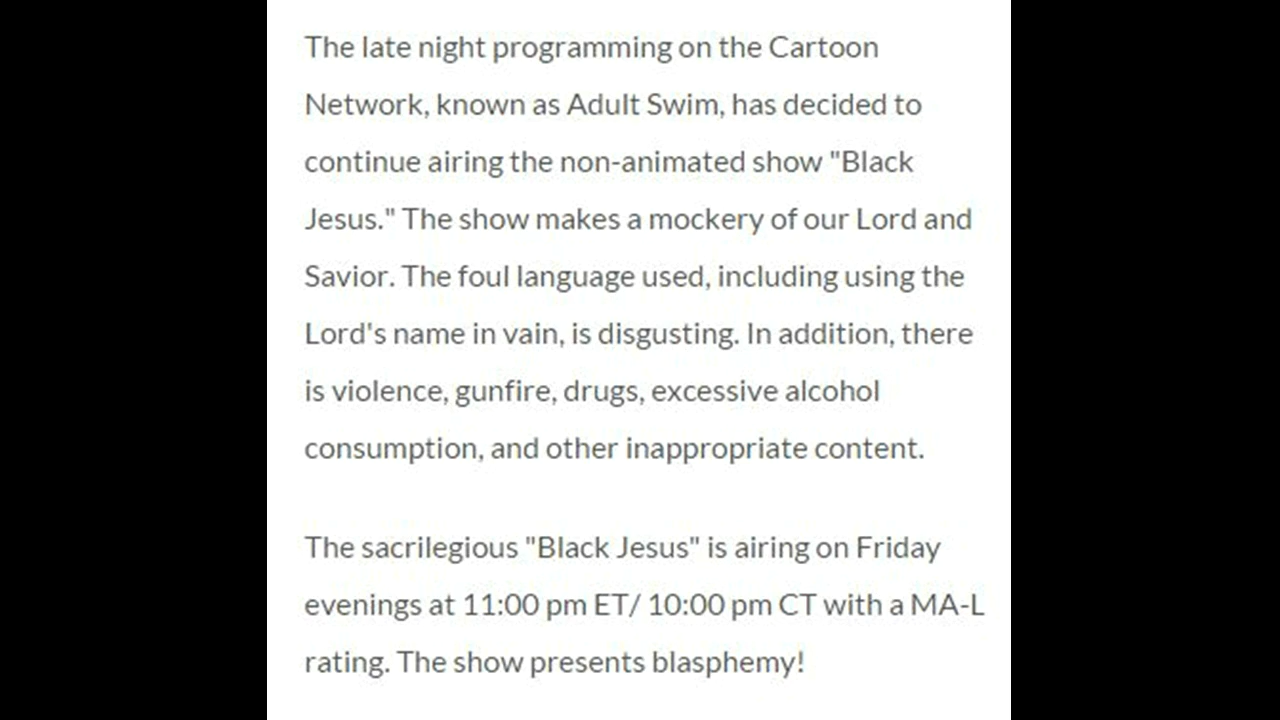 The late night programming on the Cartoon
Network, known as Adult Swim, has decided to
continue airing the non-animated show "Black
Jesus." The show makes a mockery of our Lord and
Savior. The foul language used, including using the
Lord's name in vain, is disgusting. In addition, there
is violence, gunfire, drugs, excessive alcohol
consumption, and other inappropriate content.
The sacrilegious "Black Jesus" is airing on Friday
evenings at 11:00 pm ET/ 10:00 pm CT with a MA-L
rating. The show presents blasphemy!